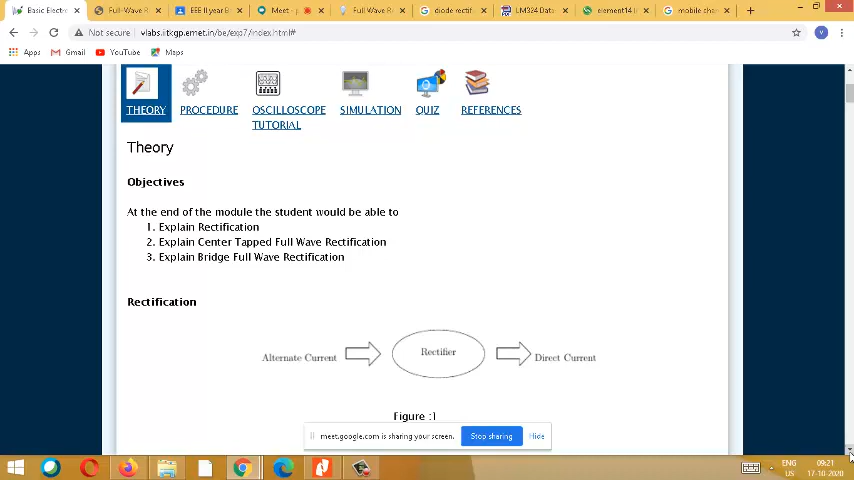 Basic Electro
Full-Wave R
EEE II year B
Meet - p
Full Wave R
diode rectif
LM324 Data
element14 I
mobile cha
Not secure
vlabs.iitkgp.ernet.in/be/exp7/index.html#
Apps
Gmail
YouTube
Maps
THEORY
PROCEDURE
OSCILLOSCOPE
TUTORIAL
SIMULATION
QUIZ
REFERENCES
Theory
Objectives
At the end of the module the student would be able to
1. Explain Rectification
2. Explain Center Tapped Full Wave Rectification
3. Explain Bridge Full Wave Rectification
Rectification
Alternate Current
Rectifier
Direct Current
Figure :1
meet.google.com is sharing your screen.
Stop sharing
Hide
ENG
US
09:21
17-10-2020